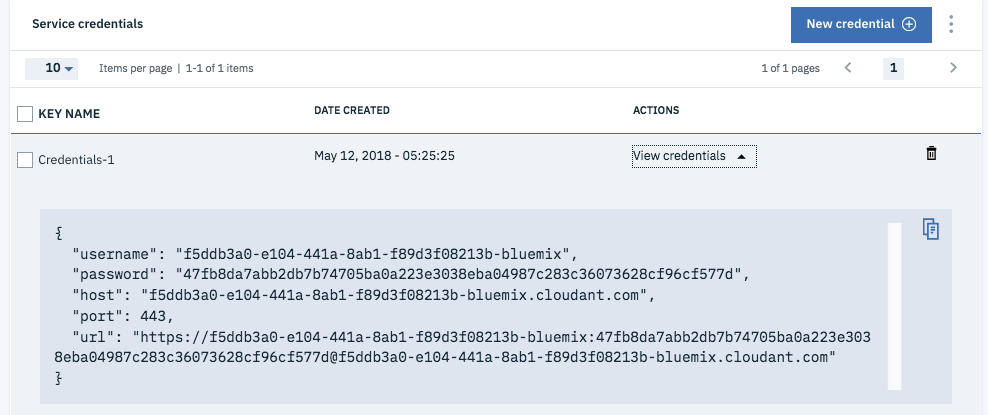 Service credentials
New credential
10 Items per page | 1-1 of 1 items 1 of 1 pages 1
KEY NAME DATE CREATED ACTIONS
Credentials-1 May 12, 2018 - 05:25:25 View credentials
{
"username": "f5ddb3a0-e104-441a-8ab1-f89d3f08213b-bluemix",
"password": "47fb8da7abb2db7b74705ba0a223e3038eba04987c283c36073628cf96cf577d",
"host": "f5ddb3a0-e104-441a-8ab1-f89d3f08213b-bluemix.cloudant.com",
"port": 443,
"url": "https://f5ddb3a0-e104-441a-8ab1-f89d3f08213b-bluemix:47fb8da7abb2db7b74705ba0a223e303
8eba04987c283c36073628cf96cf577d@f5ddb3a0-e104-441a-8ab1-f89d3f08213b-bluemix.cloudant.com"
}